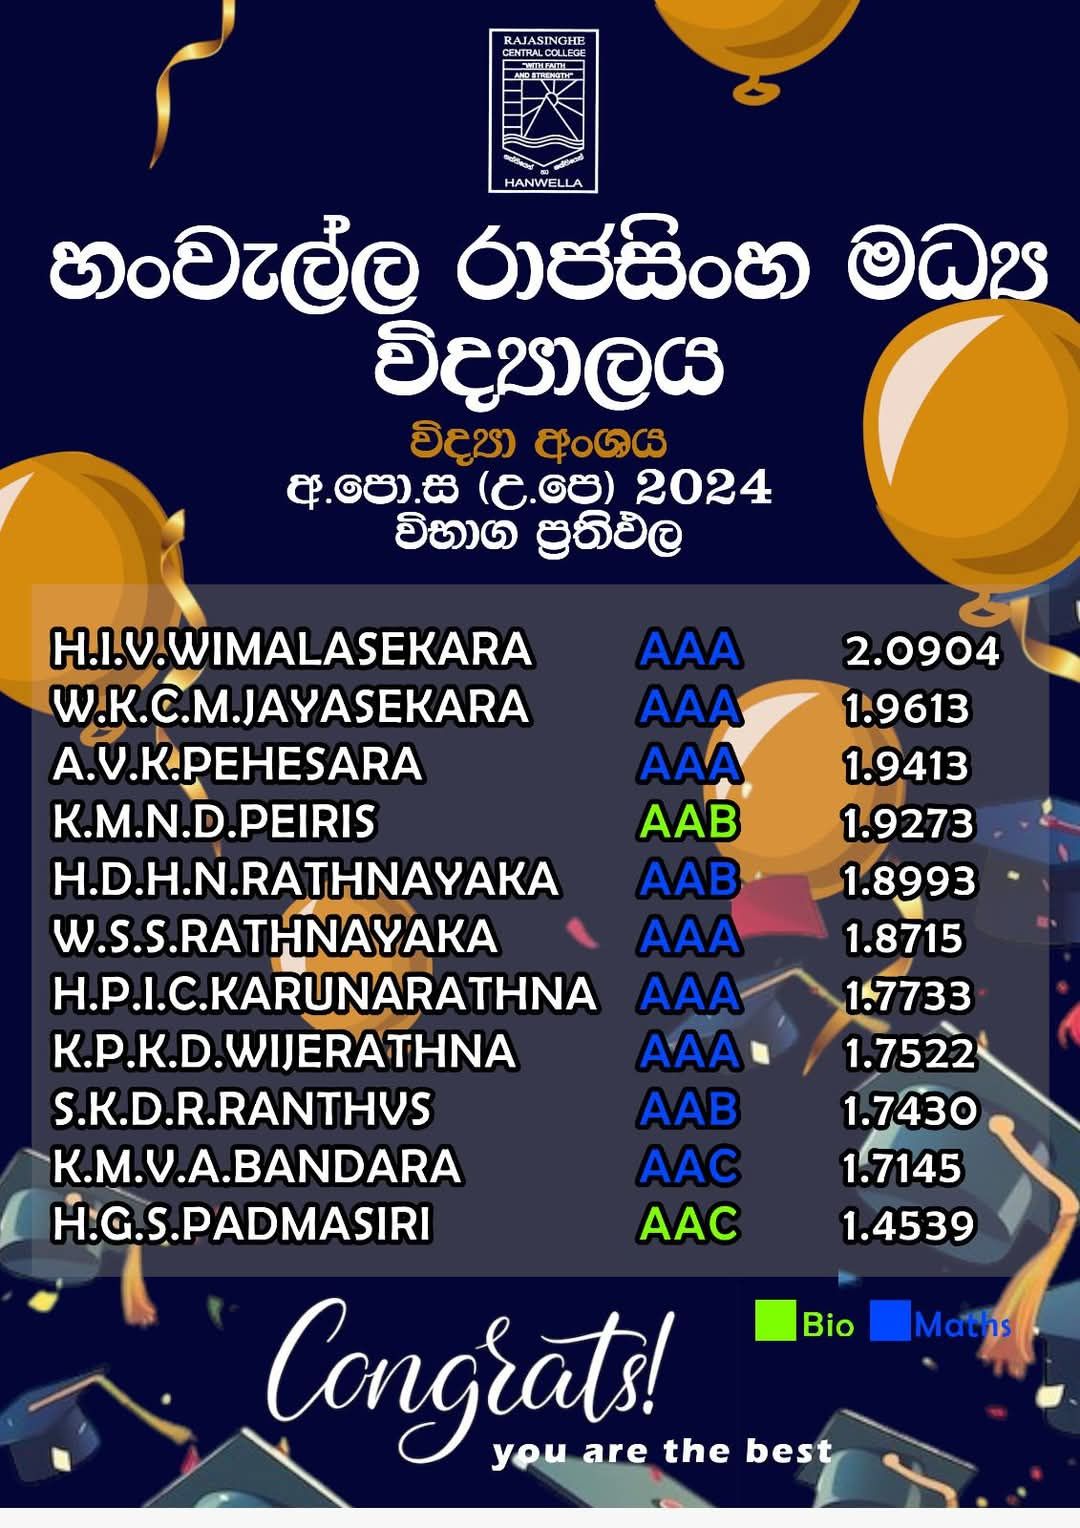 RAJASINGHE
CENTRAL COLLEGE
"WITH FAITH
AND STRENGTH"
HANWELLA
හංවැල්ල රාජසිංහ මධ්‍ය
විද්‍යාලය
විද්‍යා අංශය
අ.පො.ස (උ.පෙ) 2024
විභාග ප්‍රතිඵල
H.I.V.WIMALASEKARA AAA 2.0904
W.K.C.M.JAYASEKARA AAA 1.9613
A.V.K.PEHESARA AAA 1.9413
K.M.N.D.PEIRIS AAB 1.9273
H.D.H.N.RATHNAYAKA AAB 1.8993
W.S.S.RATHNAYAKA AAA 1.8715
H.P.I.C.KARUNARATHNA AAA 1.7733
K.P.K.D.WIJERATHNA AAA 1.7522
S.K.D.R.RANTHVS AAB 1.7430
K.M.V.A.BANDARA AAC 1.7145
H.G.S.PADMASIRI AAC 1.4539
Bio Maths
Congrats!
you are the best